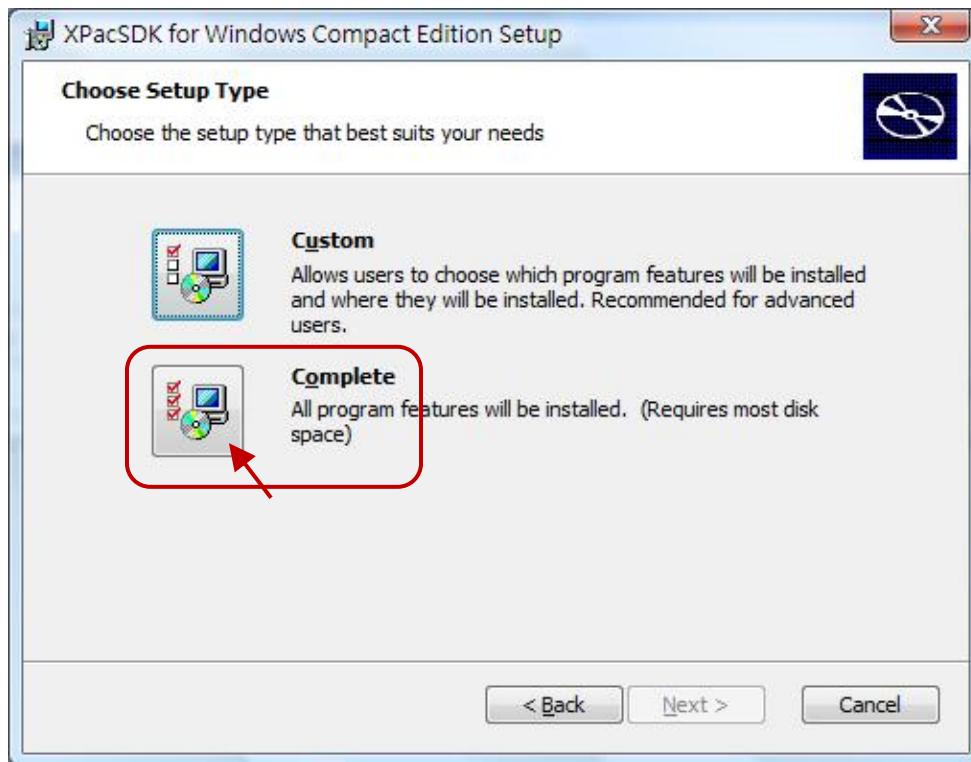 XPacSDK for Windows Compact Edition Setup
Choose Setup Type
Choose the setup type that best suits your needs
Custom
Allows users to choose which program features will be installed
and where they will be installed. Recommended for advanced
users.
Complete
All program features will be installed. (Requires most disk
space)
< Back
Next >
Cancel